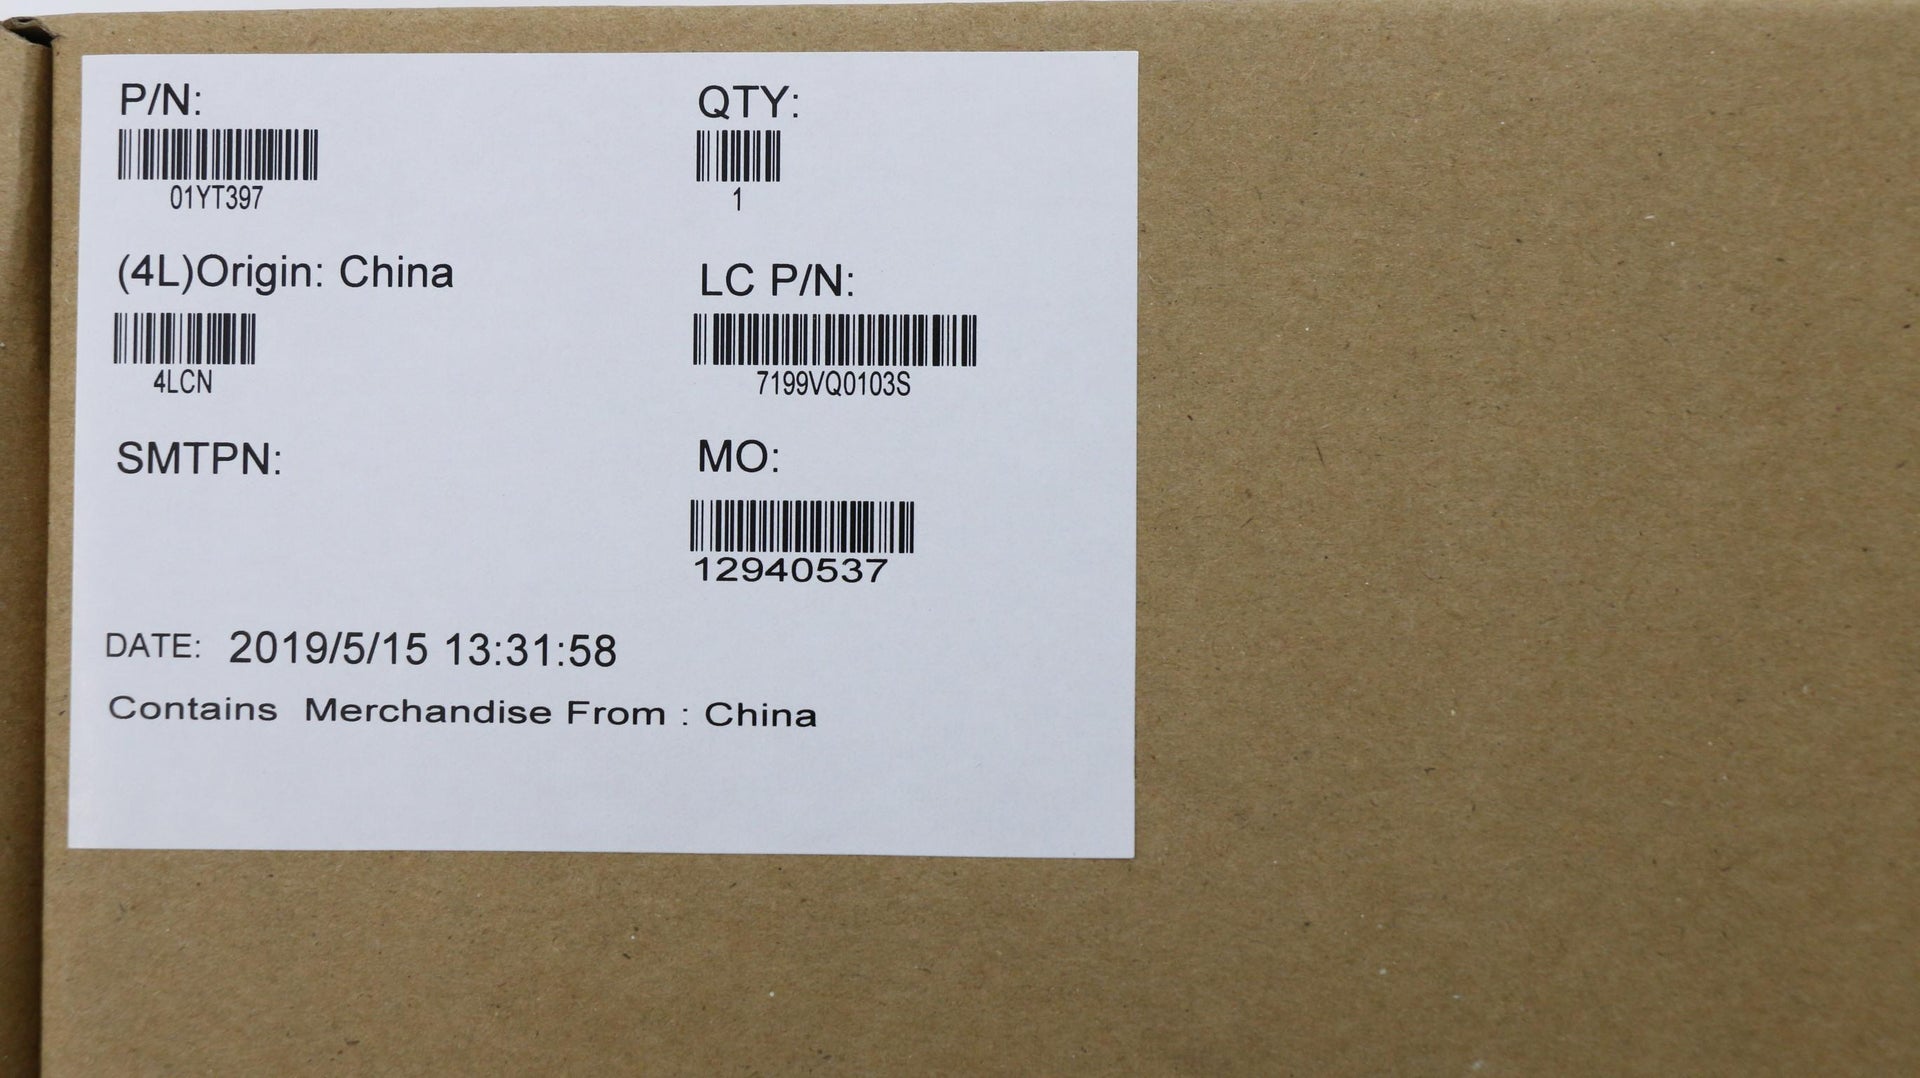 P/N:
QTY:
01YT397
1
(4L)Origin: China
LC P/N:
4LCN
7199VQ0103S
SMTPN:
MO:
12940537
DATE: 2019/5/15 13:31:58
Contains Merchandise From : China